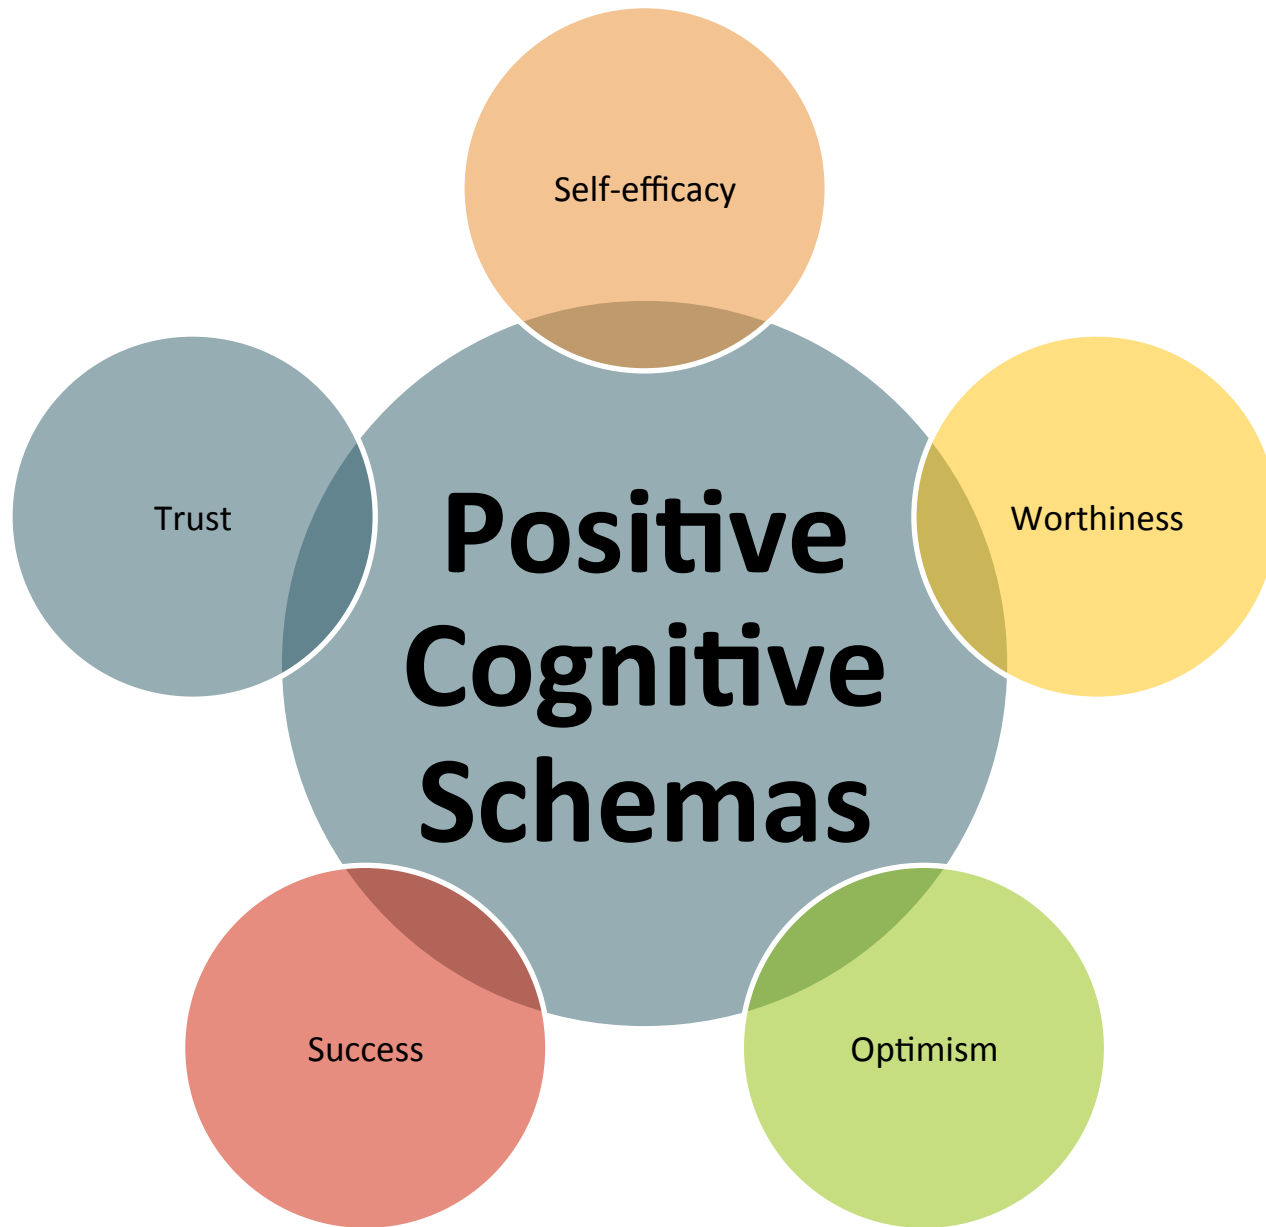 Self-efficacy
Trust
Worthiness
Positive
Cognitive
Schemas
Success
Optimism